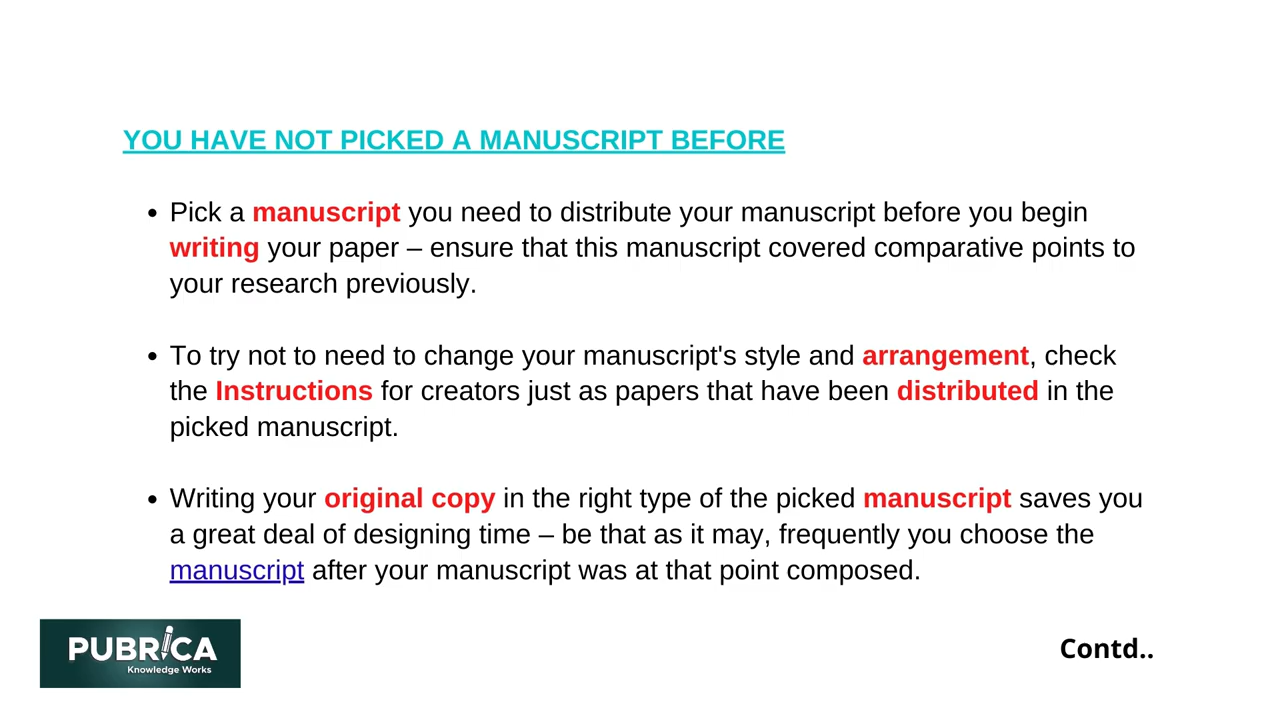 YOU HAVE NOT PICKED A MANUSCRIPT BEFORE
• Pick a manuscript you need to distribute your manuscript before you begin
writing your paper – ensure that this manuscript covered comparative points to
your research previously.
• To try not to need to change your manuscript's style and arrangement, check
the Instructions for creators just as papers that have been distributed in the
picked manuscript.
• Writing your original copy in the right type of the picked manuscript saves you
a great deal of designing time – be that as it may, frequently you choose the
manuscript after your manuscript was at that point composed.
PUBRICA
Knowledge Works
Contd..